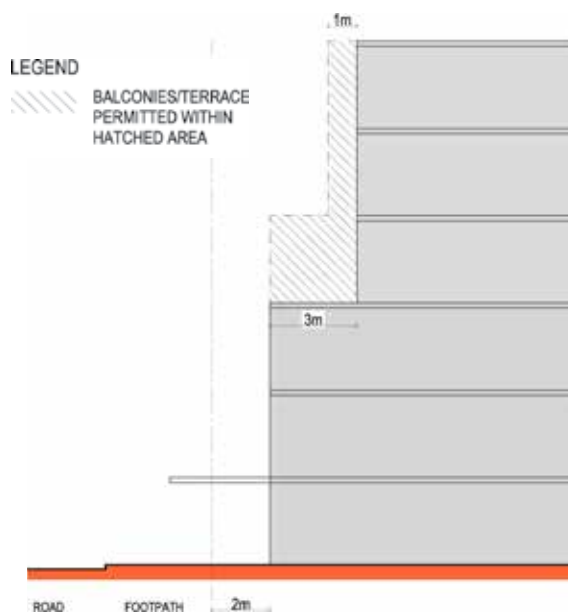 1m
LEGEND
BALCONIES/TERRACE
PERMITTED WITHIN
HATCHED AREA
3m
ROAD FOOTPATH 2m